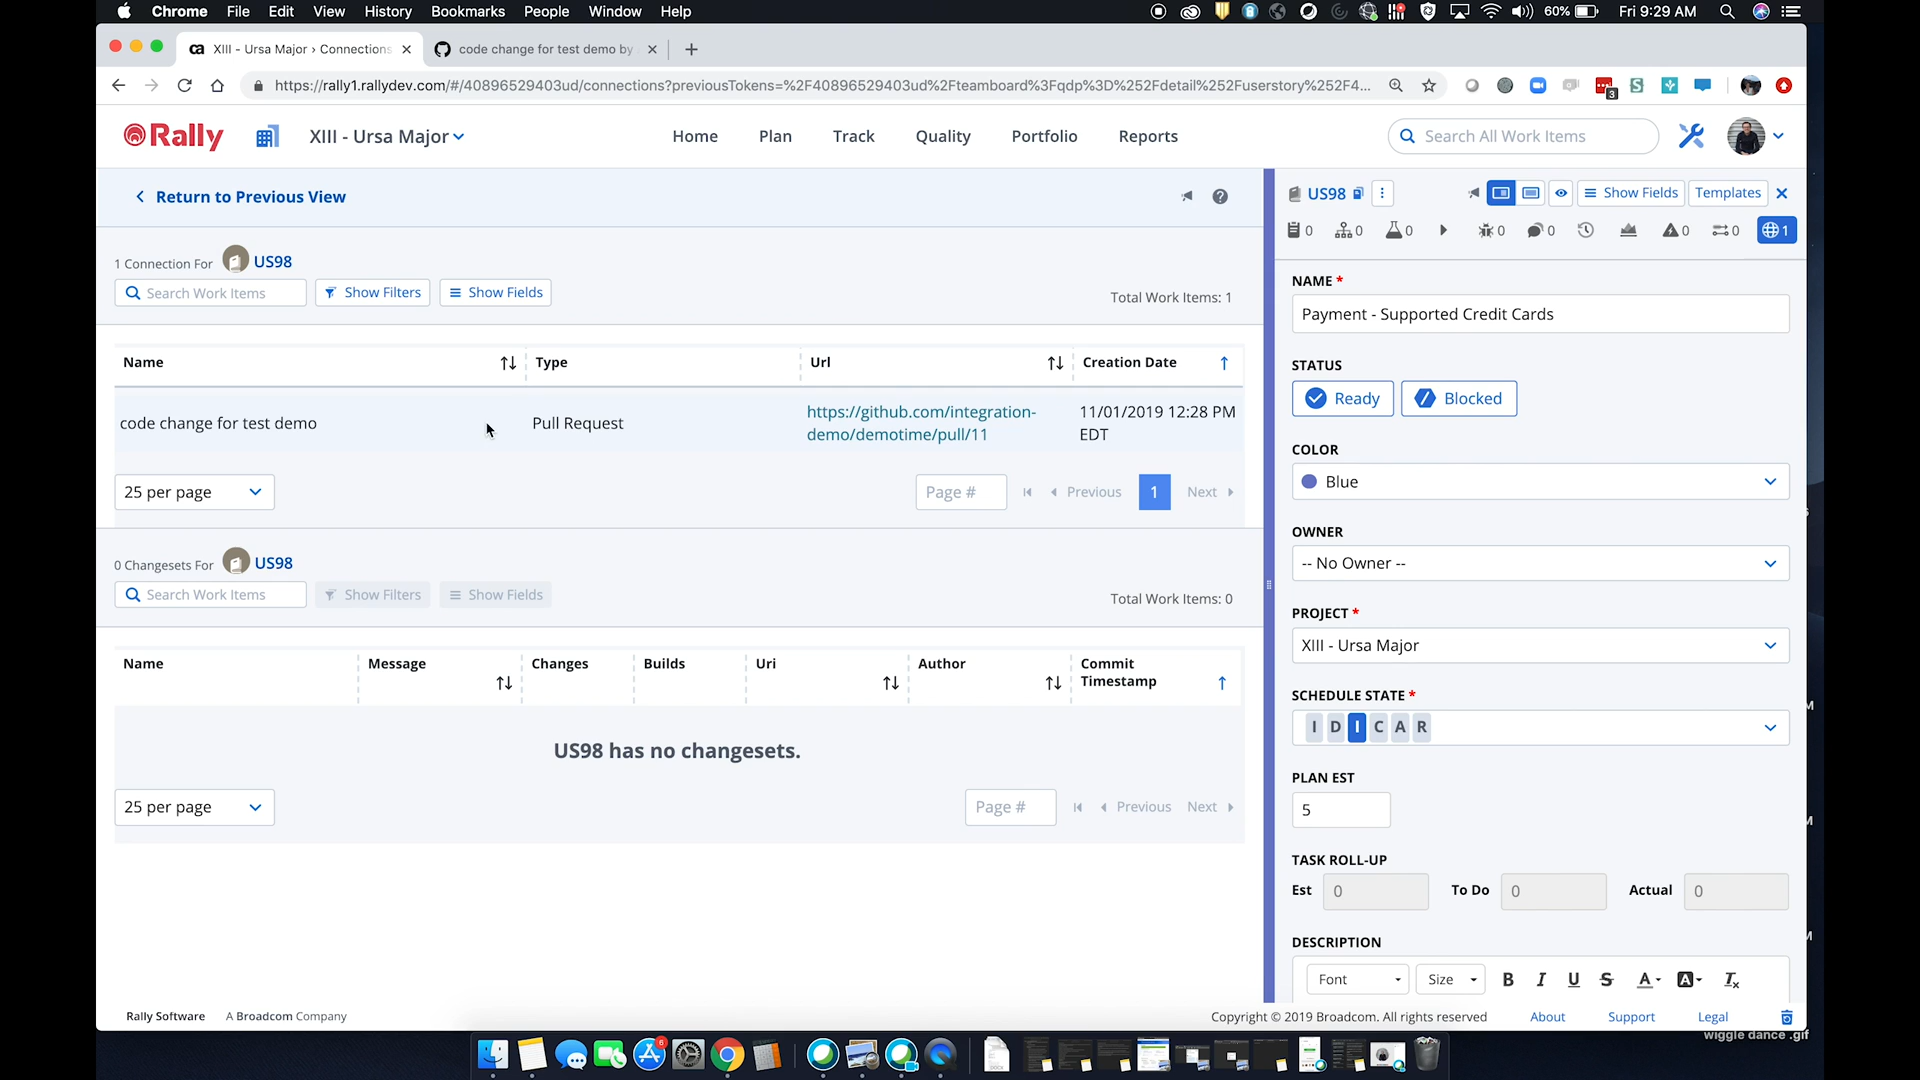 Chrome File Edit View History Bookmarks People Window Help
60% Fri 9:29 AM
ca XIII - Ursa Major › Connections
code change for test demo by
https://rally1.rallydev.com/#/40896529403ud/connections?previousTokens=%2F40896529403ud%2Fteamboard%3Fqdp%3D%252Fdetail%252Fuserstory%252F4...
3
Rally
XIII - Ursa Major
Home Plan Track Quality Portfolio Reports
Search All Work Items
Return to Previous View
1 Connection For US98
Search Work Items
Show Filters
Show Fields
Total Work Items: 1
Name Type Url Creation Date
code change for test demo
Pull Request
https://github.com/integration-
demo/demotime/pull/11
11/01/2019 12:28 PM
EDT
25 per page
Page # Previous 1 Next
0 Changesets For US98
Search Work Items
Show Filters
Show Fields
Total Work Items: 0
Name Message Changes Builds Uri Author Commit
Timestamp
US98 has no changesets.
25 per page
Page # Previous Next
US98
Show Fields
Templates
0 0 0 0 0 0 0 1
NAME *
Payment - Supported Credit Cards
STATUS
Ready
Blocked
COLOR
Blue
OWNER
-- No Owner --
PROJECT *
XIII - Ursa Major
SCHEDULE STATE *
I D I C A R
PLAN EST
5
TASK ROLL-UP
Est 0 To Do 0 Actual 0
DESCRIPTION
Font Size B I U S A A Tx
Rally Software A Broadcom Company
Copyright © 2019 Broadcom. All rights reserved About Support Legal
wiggle dance .gif
6